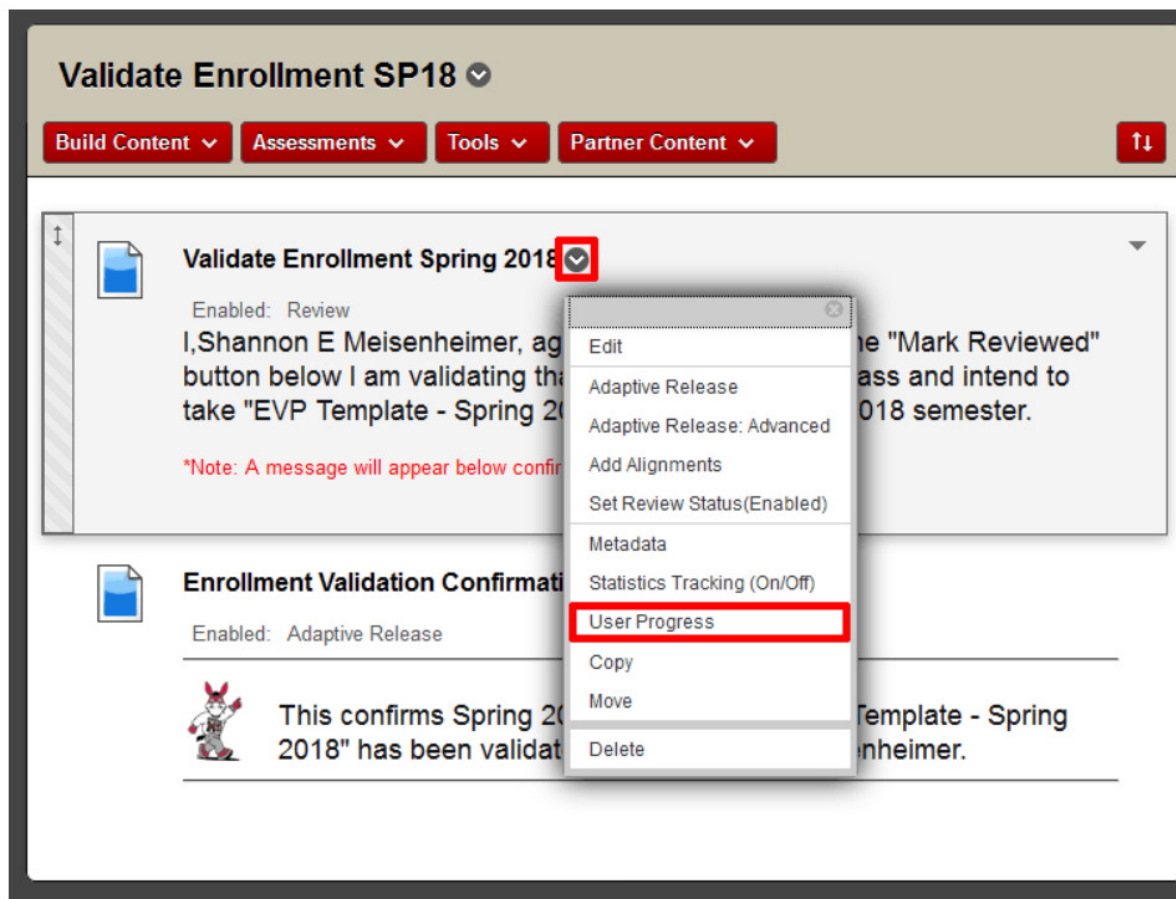 Validate Enrollment SP18
Build Content Assessments Tools Partner Content
Validate Enrollment Spring 2018
Enabled: Review
I,Shannon E Meisenheimer, ag
he "Mark Reviewed"
button below I am validating tha
ass and intend to
take "EVP Template - Spring 20
018 semester.
*Note: A message will appear below confir
Edit
Adaptive Release
Adaptive Release: Advanced
Add Alignments
Set Review Status(Enabled)
Metadata
Statistics Tracking (On/Off)
User Progress
Copy
Move
Delete
Enrollment Validation Confirmati
Enabled: Adaptive Release
This confirms Spring 20
Template - Spring
2018" has been validat
enheimer.